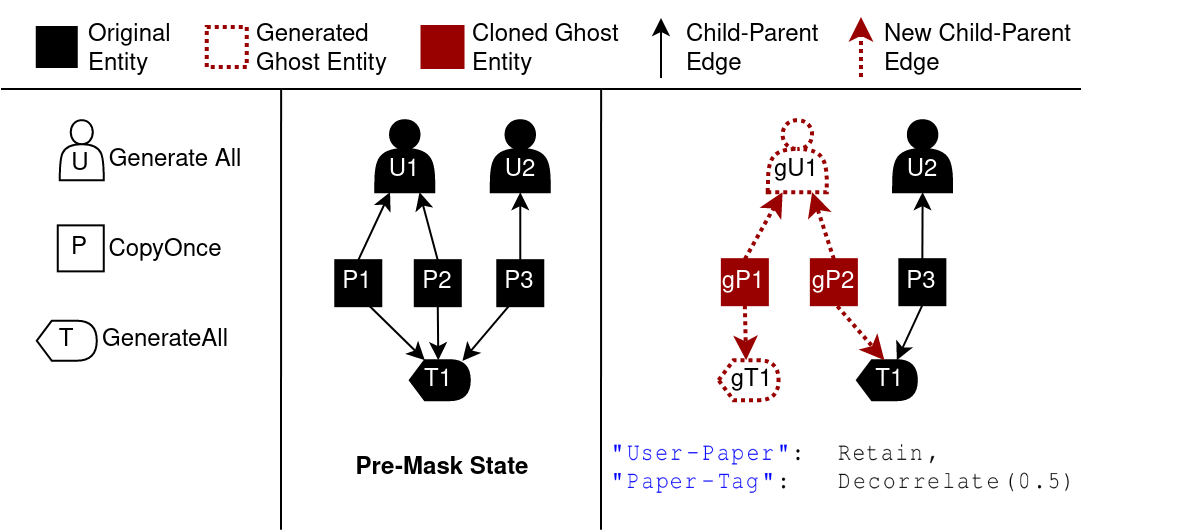 Original
Entity
Generated
Ghost Entity
Cloned Ghost
Entity
Child-Parent
Edge
New Child-Parent
Edge
U Generate All
P CopyOnce
T GenerateAll
U1 U2
P1 P2 P3
T1
Pre-Mask State
gU1 U2
gP1 gP2 P3
gT1 T1
"User-Paper": Retain,
"Paper-Tag": Decorrelate(0.5)